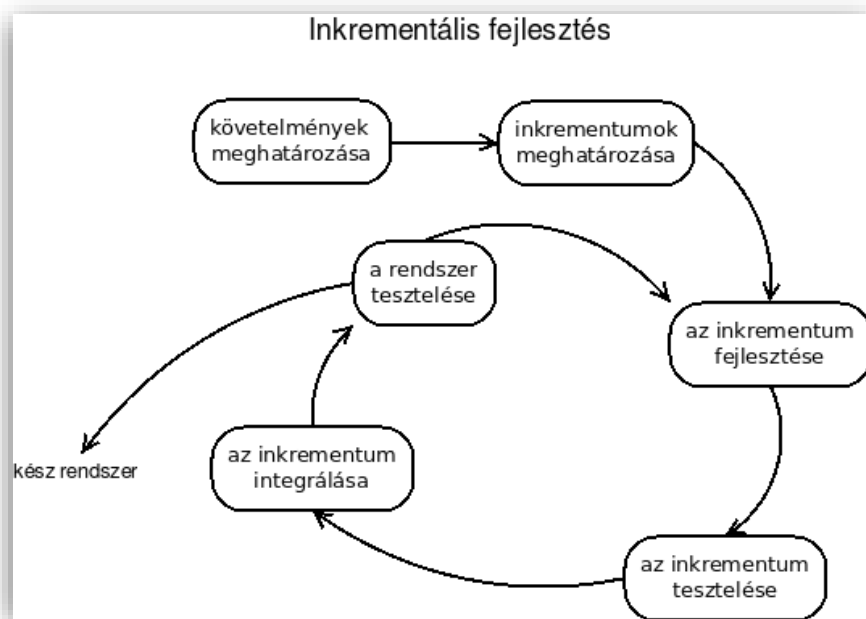 Inkrementális fejlesztés
követelmények
meghatározása
inkrementumok
meghatározása
a rendszer
tesztelése
az inkrementum
fejlesztése
az inkrementum
integrálása
kész rendszer
az inkrementum
tesztelése